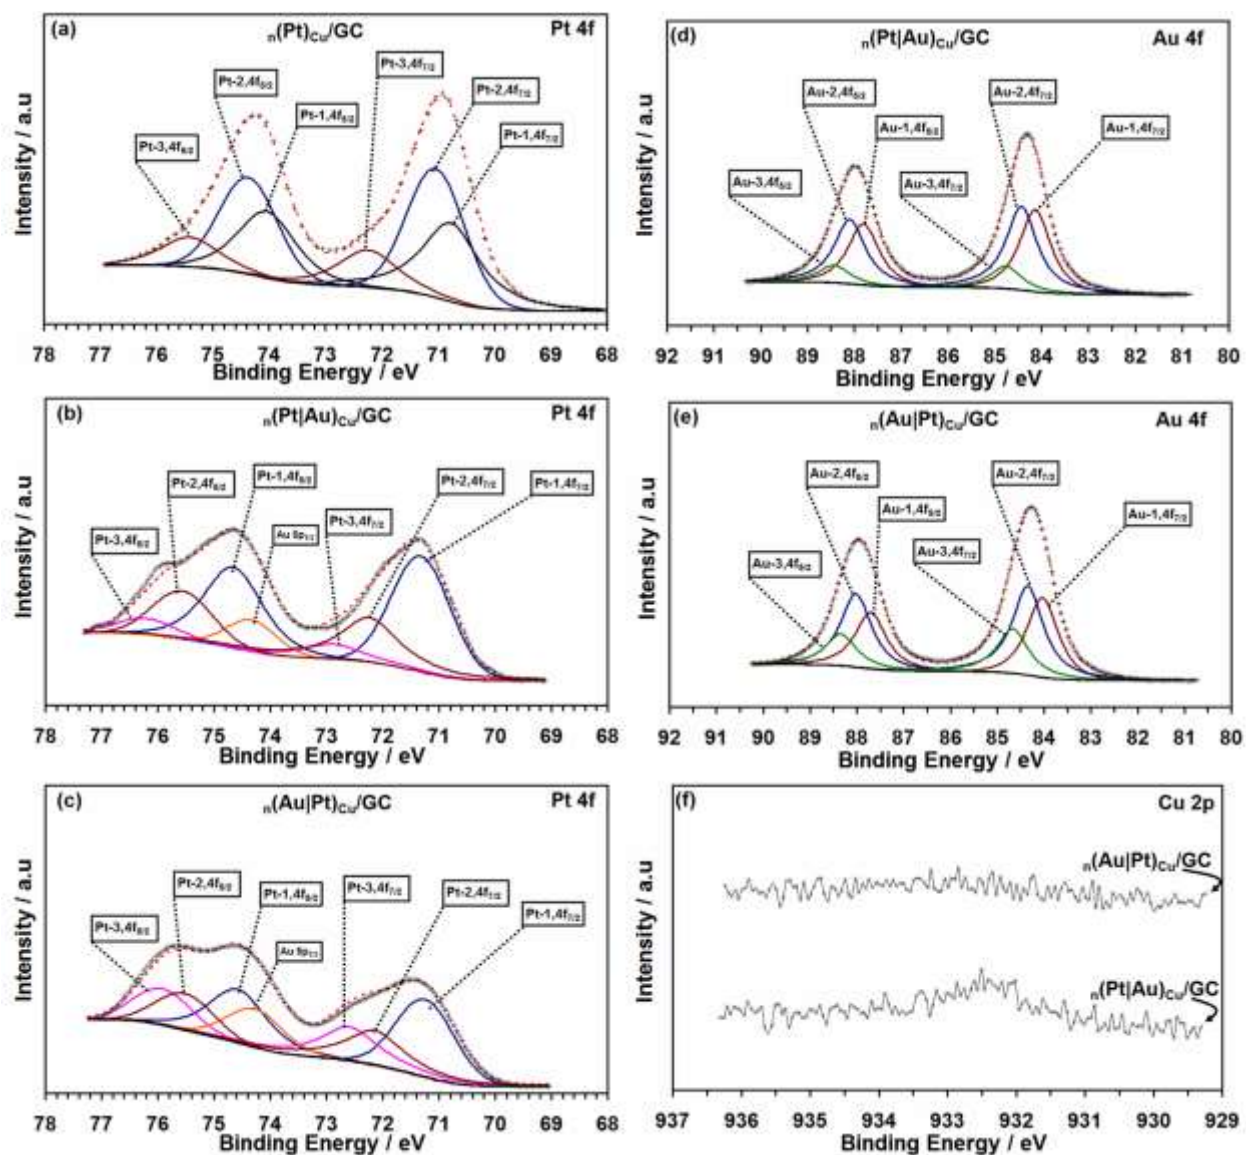 (a)
n(Pt)Cu/GC
Pt 4f
Pt-3,4f7/2
Pt-2,4f5/2
Pt-2,4f7/2
Pt-1,4f5/2
Pt-1,4f7/2
Pt-3,4f5/2
Intensity / a.u
78 77 76 75 74 73 72 71 70 69 68
Binding Energy / eV
(b)
n(Pt|Au)Cu/GC
Pt 4f
Pt-2,4f5/2
Pt-1,4f5/2
Pt-2,4f7/2
Pt-1,4f7/2
Au 5p1/2
Pt-3,4f7/2
Pt-3,4f5/2
Intensity / a.u
78 77 76 75 74 73 72 71 70 69 68
Binding Energy / eV
(c)
n(Au|Pt)Cu/GC
Pt 4f
Pt-2,4f5/2
Pt-1,4f5/2
Pt-3,4f7/2
Pt-2,4f7/2
Pt-1,4f7/2
Pt-3,4f5/2
Au 5p1/2
Intensity / a.u
78 77 76 75 74 73 72 71 70 69 68
Binding Energy / eV
(d)
n(Pt|Au)Cu/GC
Au 4f
Au-2,4f5/2
Au-2,4f7/2
Au-1,4f5/2
Au-1,4f7/2
Au-3,4f5/2
Au-3,4f7/2
Intensity / a.u
92 91 90 89 88 87 86 85 84 83 82 81 80
Binding Energy / eV
(e)
n(Au|Pt)Cu/GC
Au 4f
Au-2,4f5/2
Au-2,4f7/2
Au-1,4f5/2
Au-1,4f7/2
Au-3,4f5/2
Au-3,4f7/2
Intensity / a.u
92 91 90 89 88 87 86 85 84 83 82 81 80
Binding Energy / eV
(f)
Cu 2p
n(Au|Pt)Cu/GC
n(Pt|Au)Cu/GC
Intensity / a.u
937 936 935 934 933 932 931 930 929
Binding Energy / eV